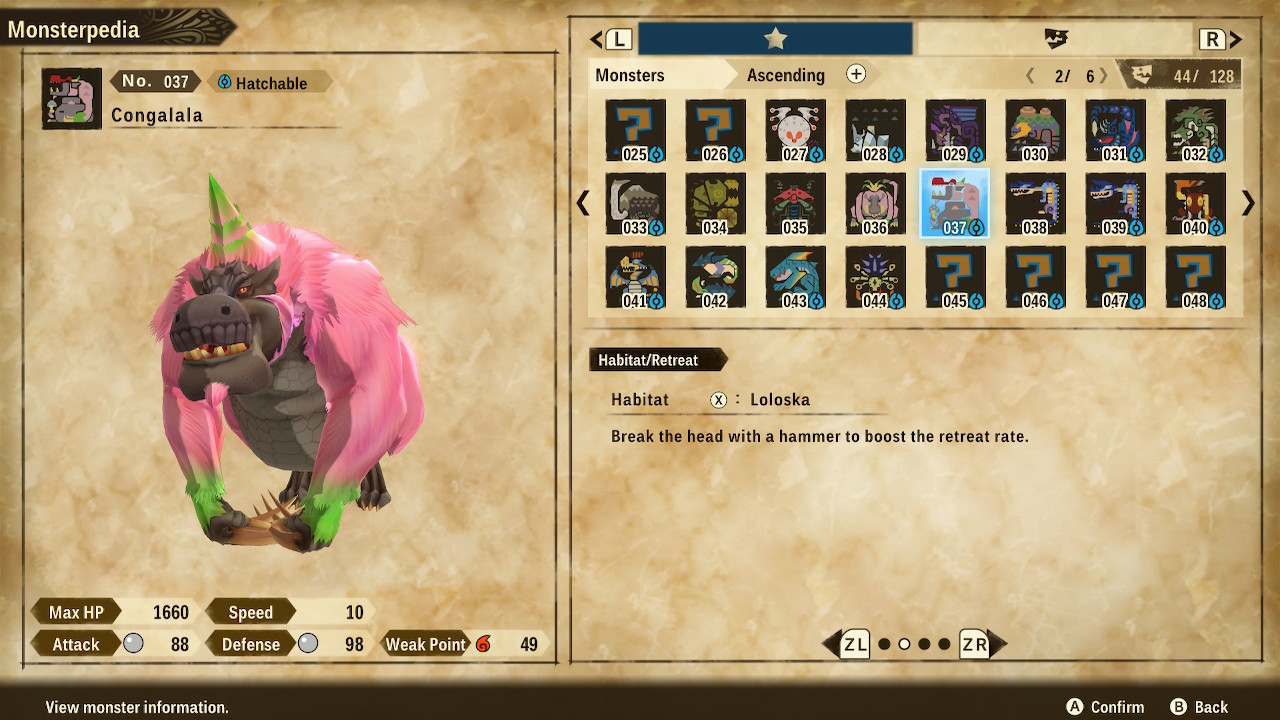 Monsterpedia
No. 037
Hatchable
Congalala
Max HP 1660
Speed 10
Attack 88
Defense 98
Weak Point 49
L
R
Monsters
Ascending
2/ 6
44/ 128
025 026 027 028 029 030 031 032
033 034 035 036 037 038 039 040
041 042 043 044 045 046 047 048
Habitat/Retreat
Habitat X : Loloska
Break the head with a hammer to boost the retreat rate.
ZL
ZR
View monster information.
A Confirm
B Back